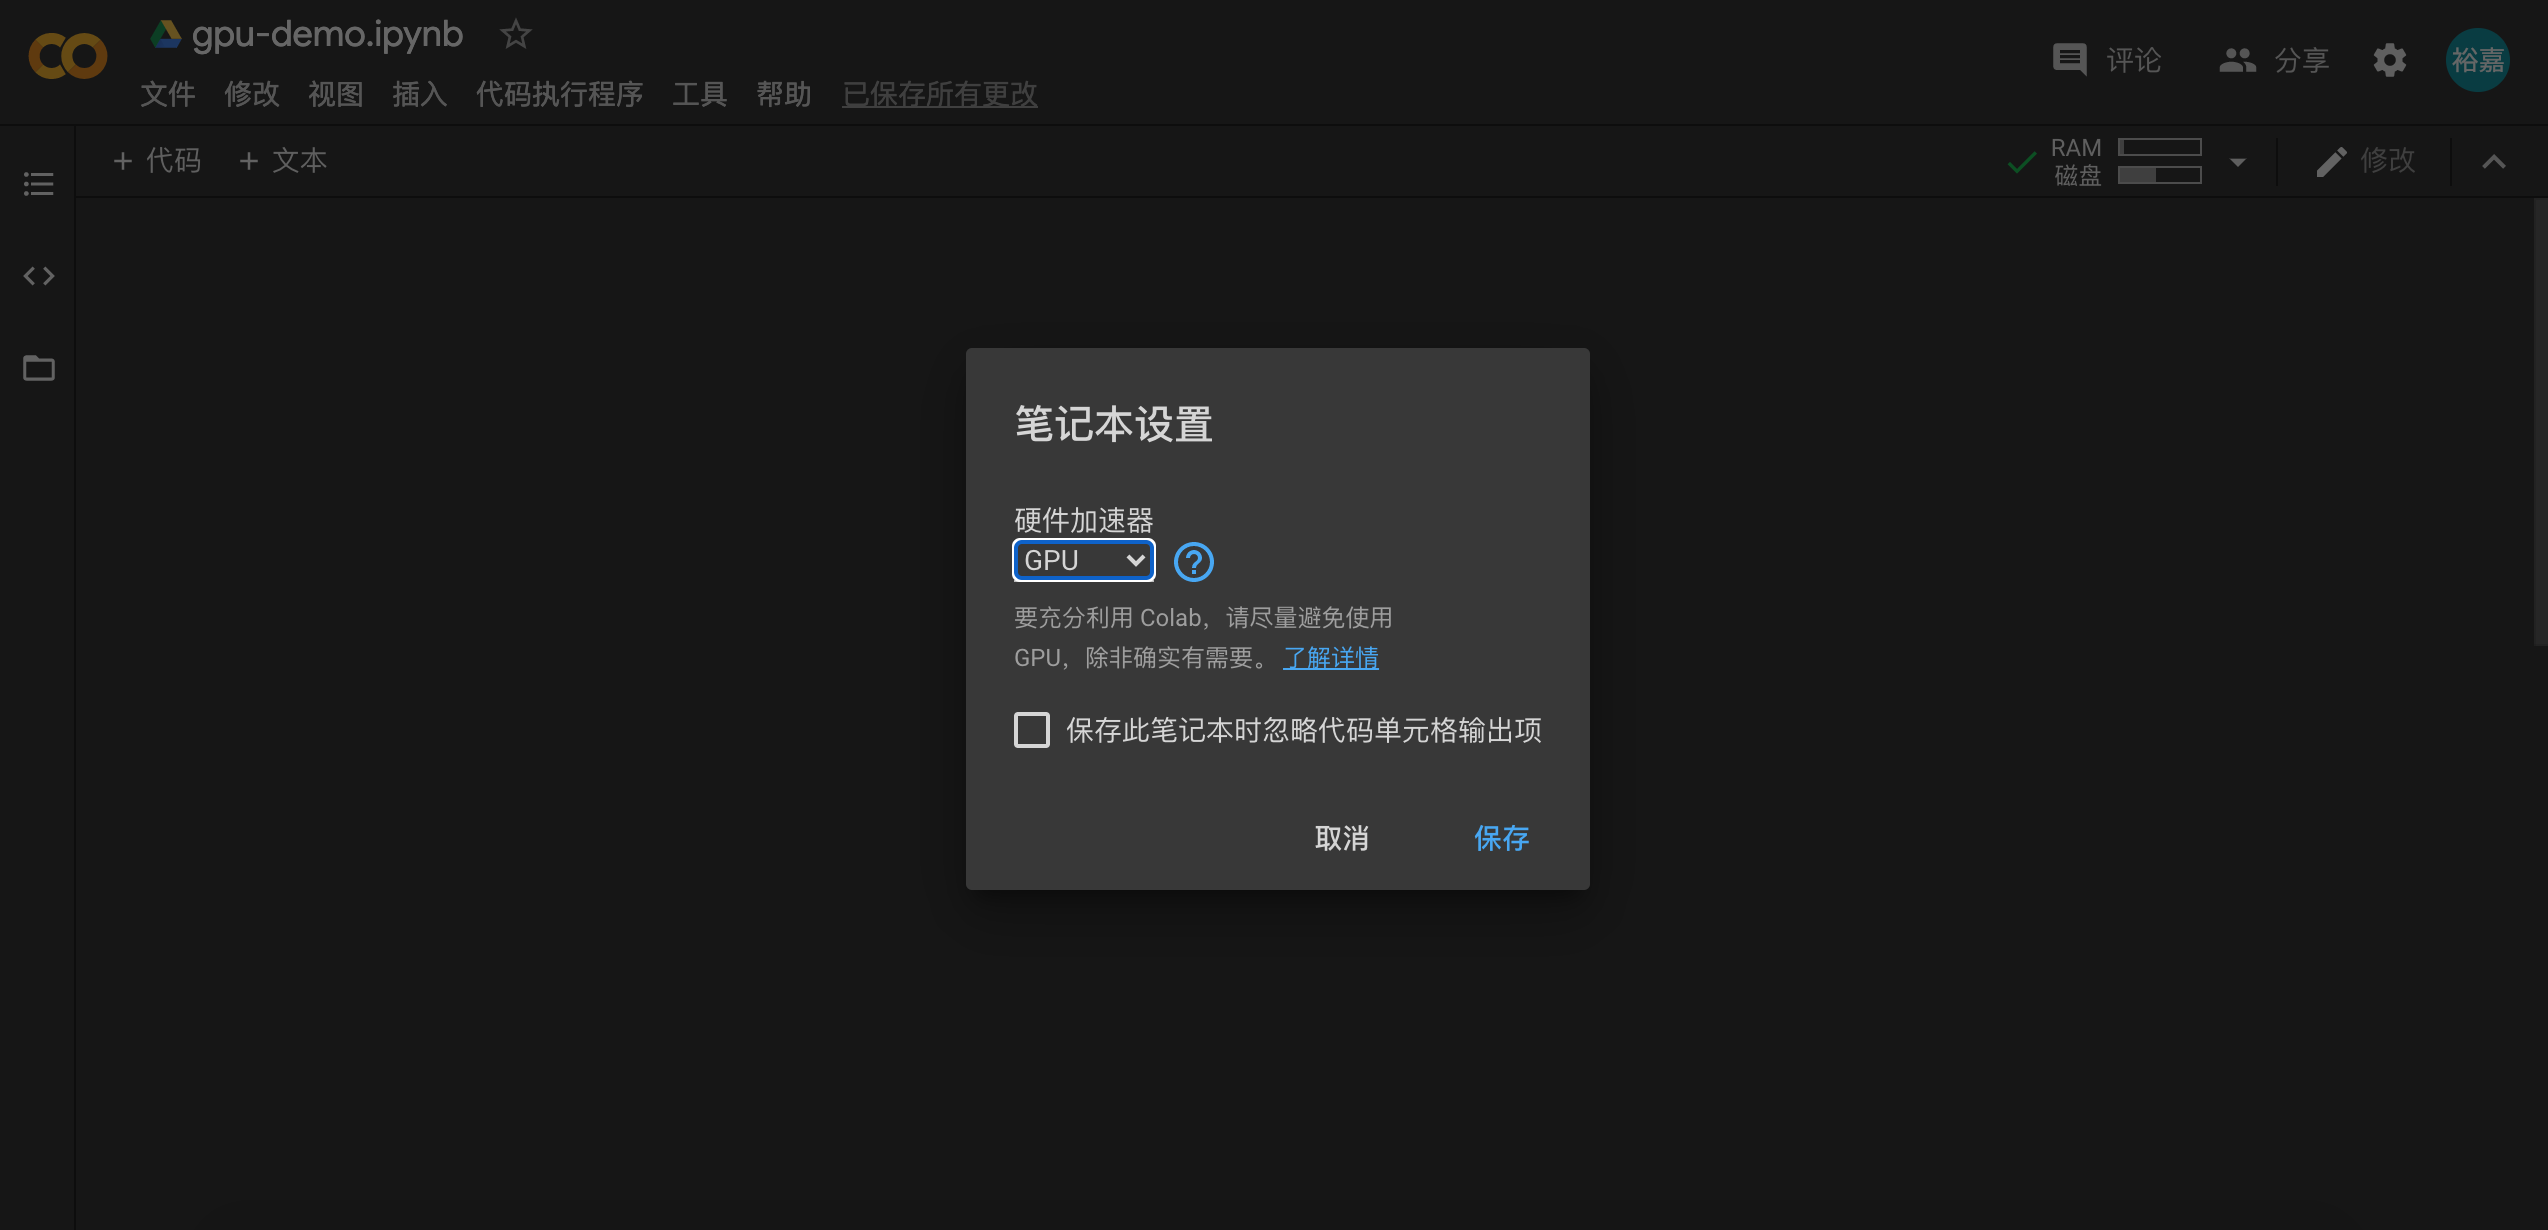 gpu-demo.ipynb
文件 修改 视图 插入 代码执行程序 工具 帮助 已保存所有更改
评论 分享 裕嘉
+ 代码 + 文本
RAM
磁盘
修改
笔记本设置
硬件加速器
GPU
要充分利用 Colab，请尽量避免使用
GPU，除非确实有需要。 了解详情
保存此笔记本时忽略代码单元格输出项
取消 保存